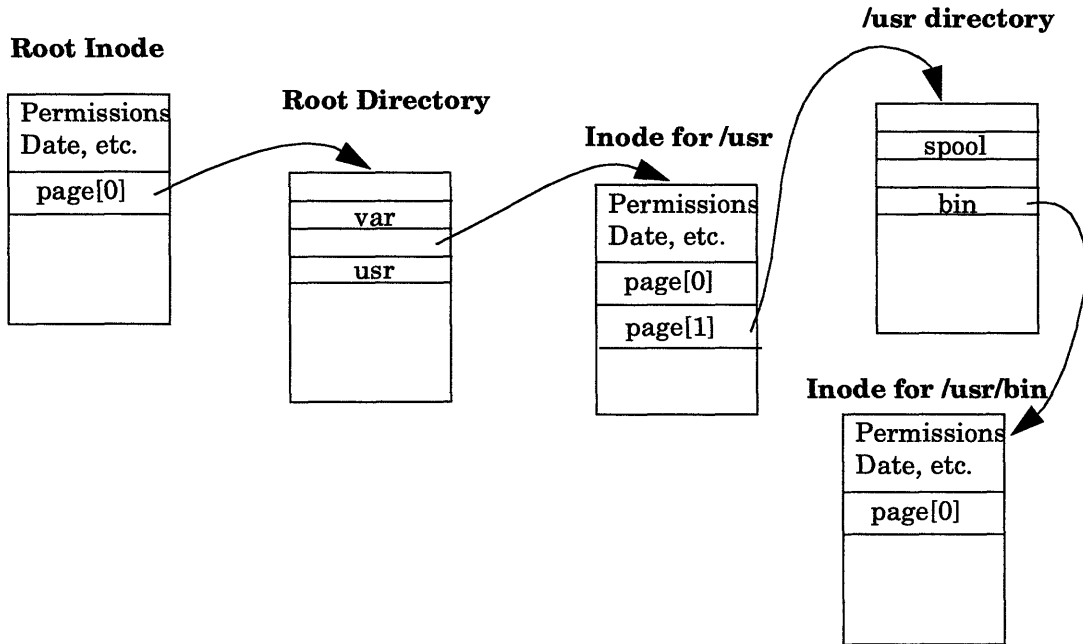 Root Inode
Permissions
Date, etc.
page[0]
Root Directory
var
usr
Inode for /usr
Permissions
Date, etc.
page[0]
page[1]
/usr directory
spool
bin
Inode for /usr/bin
Permissions
Date, etc.
page[0]